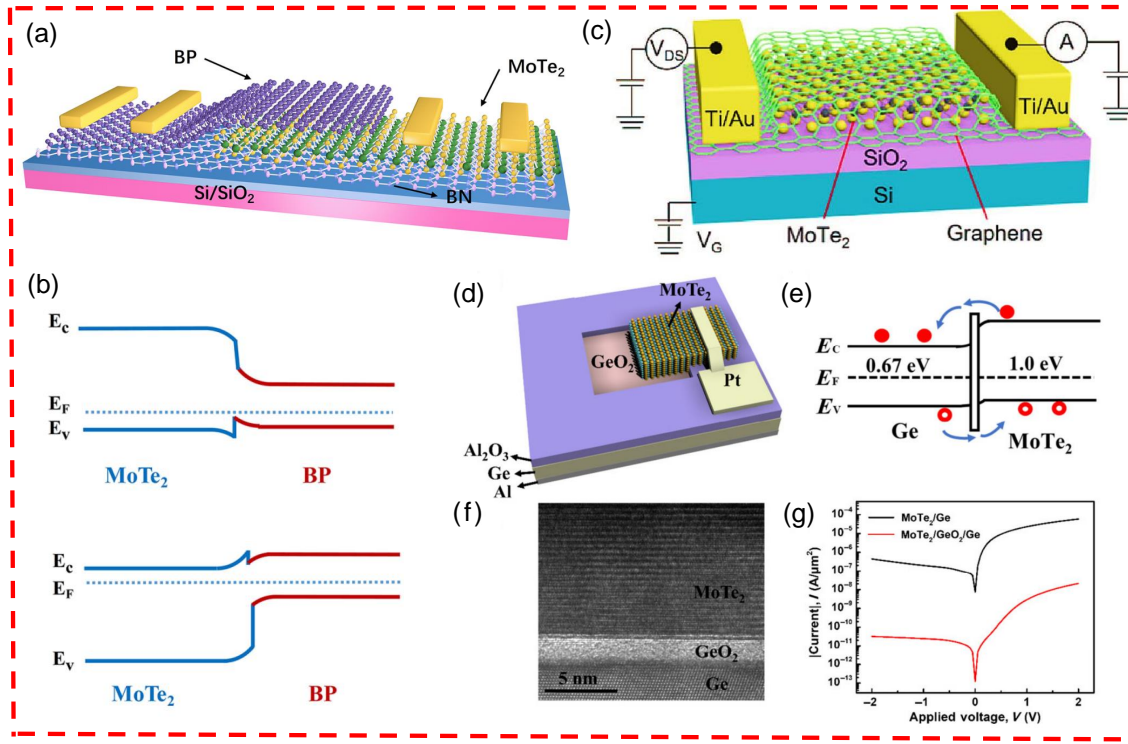 (a)
BP
MoTe2
BN
Si/SiO2
(c)
VDS
A
Ti/Au
Ti/Au
SiO2
Si
VG
MoTe2
Graphene
(b)
Ec
EF
Ev
MoTe2
BP
Ec
EF
Ev
MoTe2
BP
(d)
MoTe2
GeO2
Pt
Al2O3
Ge
Al
(e)
EC
0.67 eV
1.0 eV
EF
EV
Ge
MoTe2
(f)
MoTe2
GeO2
5 nm
Ge
(g)
MoTe2/Ge
MoTe2/GeO2/Ge
|Current|, I (A/μm²)
10⁻⁴
10⁻⁵
10⁻⁶
10⁻⁷
10⁻⁸
10⁻⁹
10⁻¹⁰
10⁻¹¹
10⁻¹²
10⁻¹³
−2 −1 0 1 2
Applied voltage, V (V)